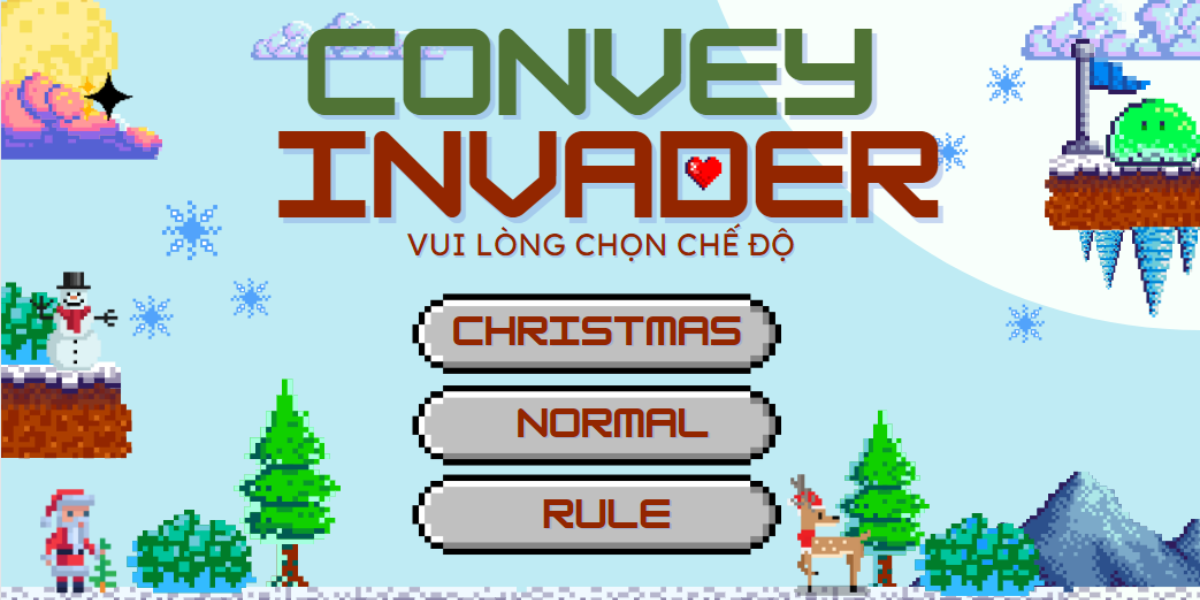 CONVEY
INVADER
VUI LÒNG CHỌN CHẾ ĐỘ
CHRISTMAS
NORMAL
RULE